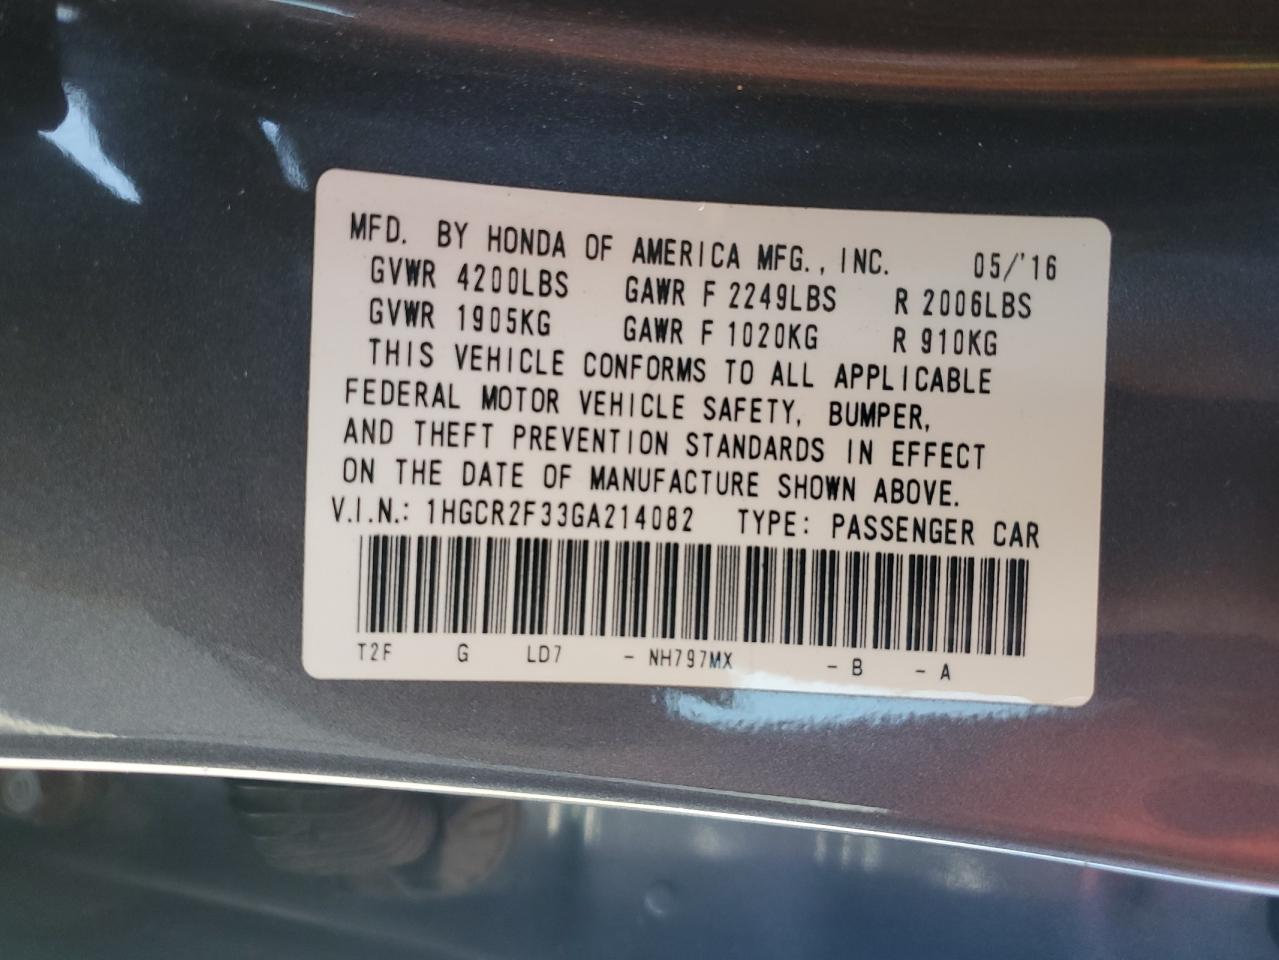 MFD. BY HONDA OF AMERICA MFG., INC. 05/'16
GVWR 4200LBS GAWR F 2249LBS R 2006LBS
GVWR 1905KG GAWR F 1020KG R 910KG
THIS VEHICLE CONFORMS TO ALL APPLICABLE
FEDERAL MOTOR VEHICLE SAFETY, BUMPER,
AND THEFT PREVENTION STANDARDS IN EFFECT
ON THE DATE OF MANUFACTURE SHOWN ABOVE.
V.I.N.: 1HGCR2F33GA214082 TYPE: PASSENGER CAR
T2F G LD7 - NH797MX - B - A